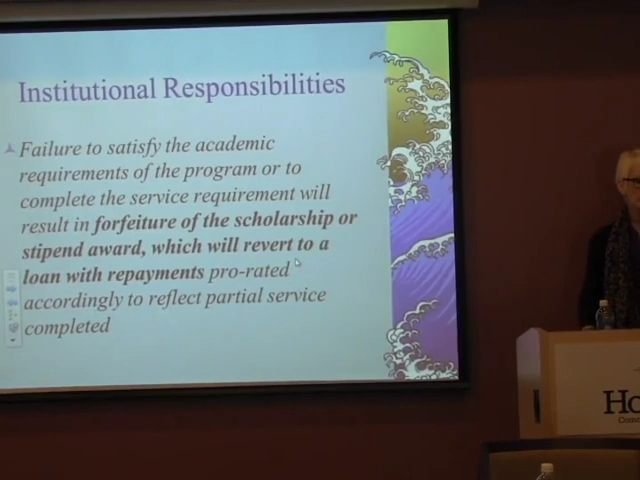 Institutional Responsibilities
Failure to satisfy the academic
requirements of the program or to
complete the service requirement will
result in forfeiture of the scholarship or
stipend award, which will revert to a
loan with repayments pro-rated
accordingly to reflect partial service
completed